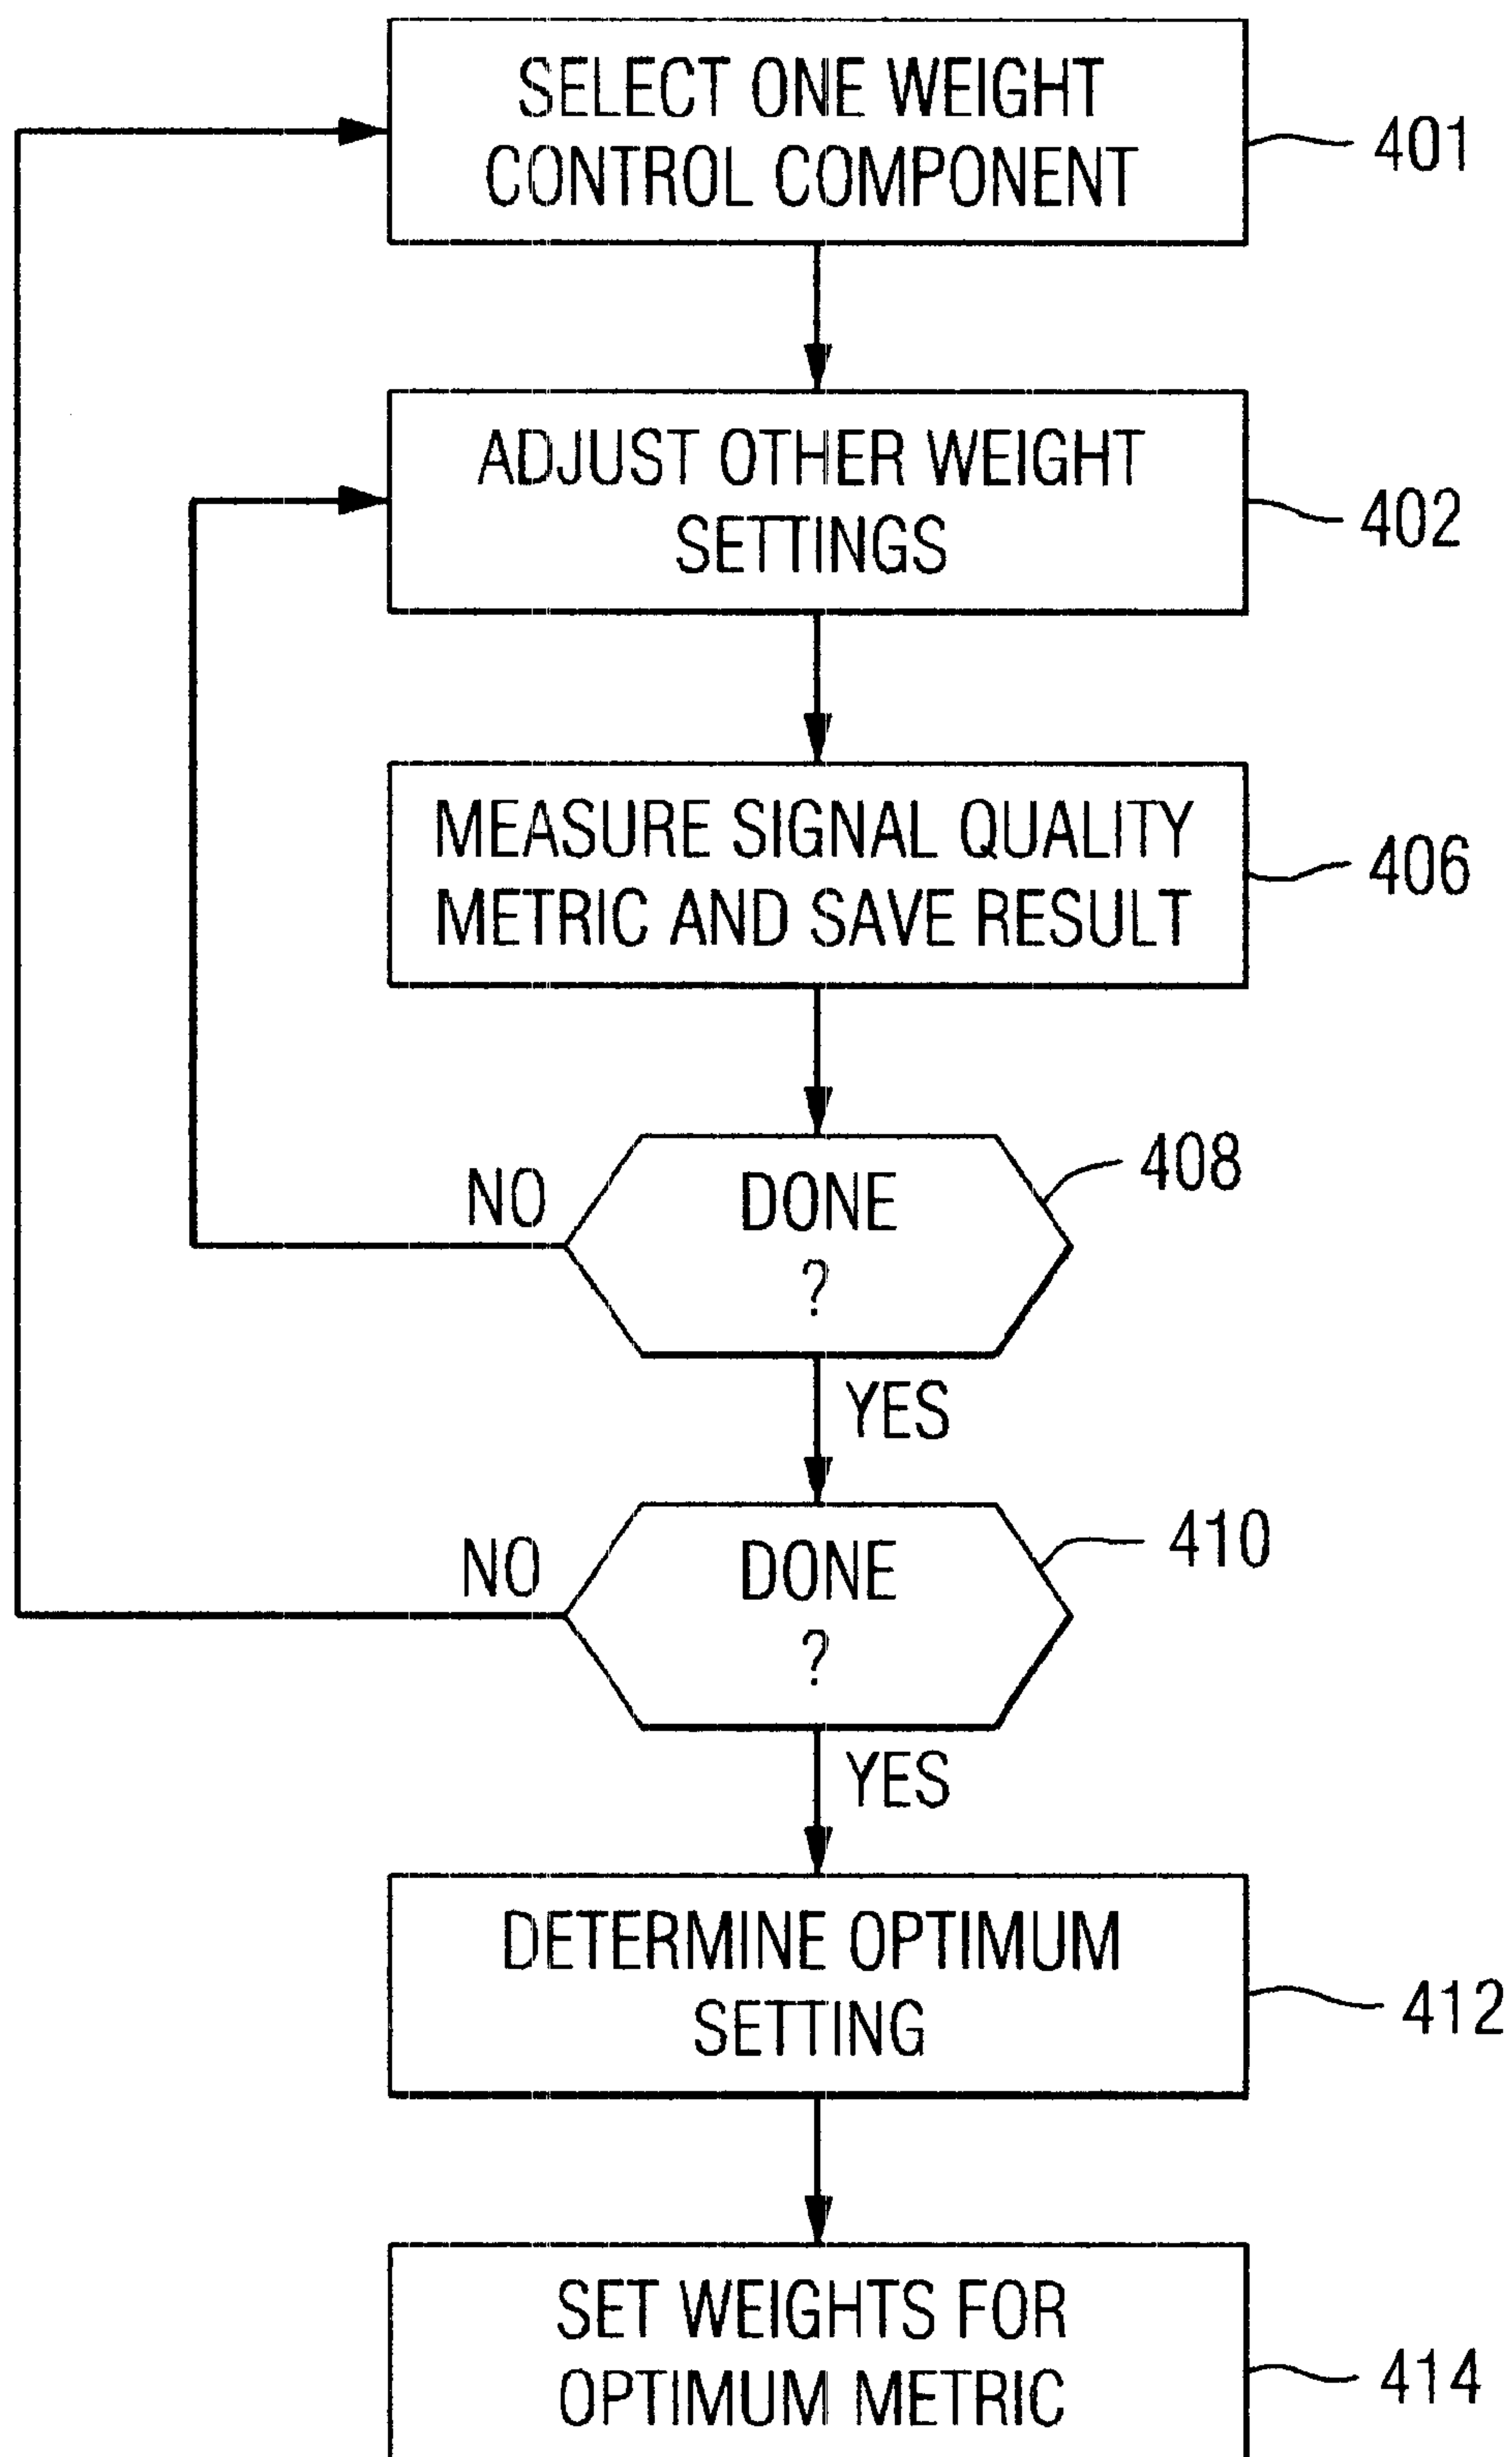 SELECT ONE WEIGHT
CONTROL COMPONENT
401
ADJUST OTHER WEIGHT
SETTINGS
402
MEASURE SIGNAL QUALITY
METRIC AND SAVE RESULT
406
DONE
?
408
NO
YES
DONE
?
410
NO
YES
DETERMINE OPTIMUM
SETTING
412
SET WEIGHTS FOR
OPTIMUM METRIC
414